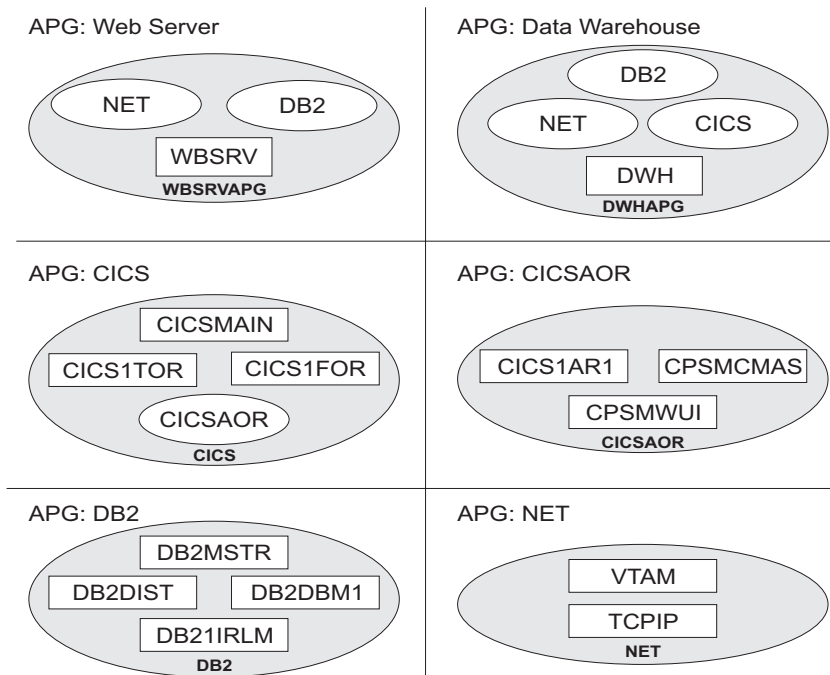 APG: Web Server
NET
DB2
WBSRV
WBSRVAPG
APG: Data Warehouse
DB2
NET
CICS
DWH
DWHAPG
APG: CICS
CICSMAIN
CICS1TOR
CICS1FOR
CICSAOR
CICS
APG: CICSAOR
CICS1AR1
CPSMCMAS
CPSMWUI
CICSAOR
APG: DB2
DB2MSTR
DB2DIST
DB2DBM1
DB21IRLM
DB2
APG: NET
VTAM
TCPIP
NET